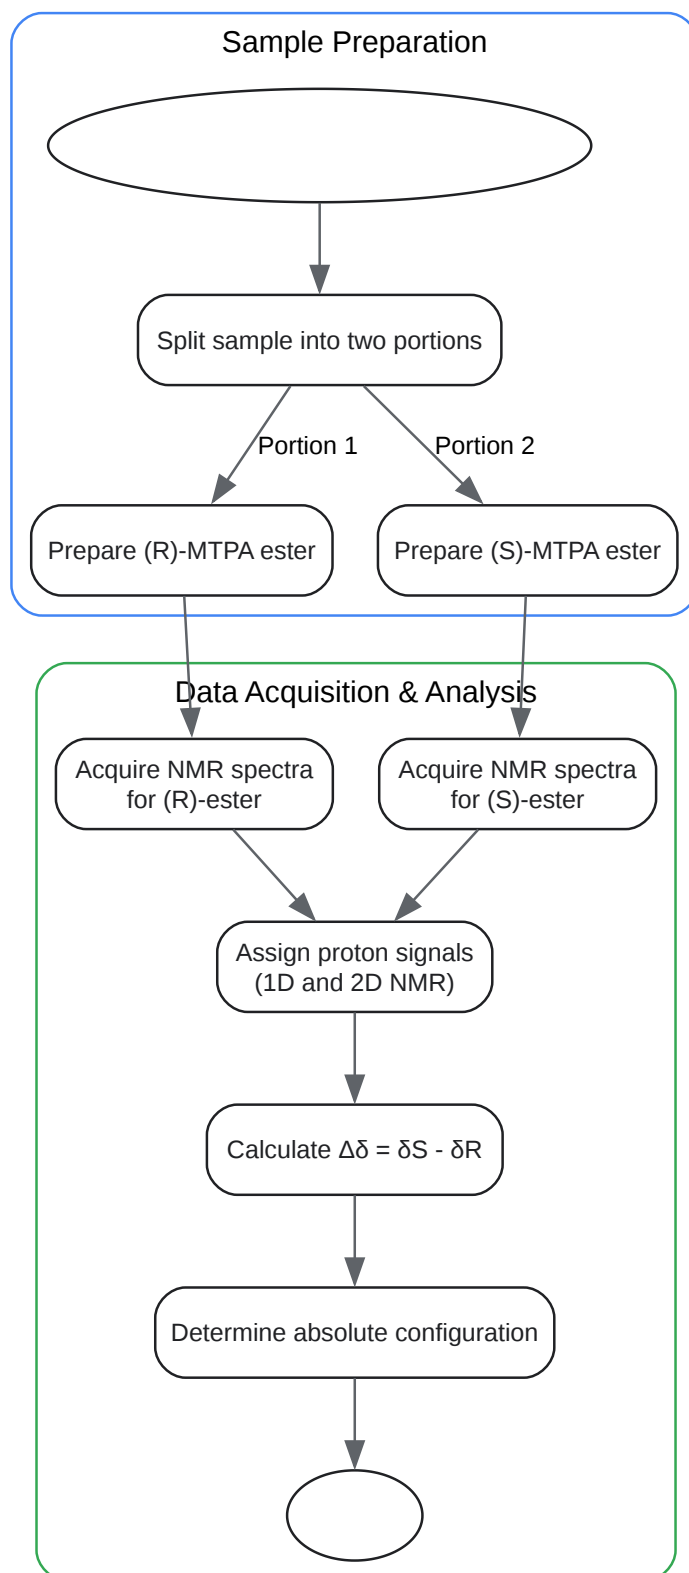 Sample Preparation
Split sample into two portions
Portion 1
Portion 2
Prepare (R)-MTPA ester
Prepare (S)-MTPA ester
Data Acquisition & Analysis
Acquire NMR spectra
for (R)-ester
Acquire NMR spectra
for (S)-ester
Assign proton signals
(1D and 2D NMR)
Calculate Δδ = δS - δR
Determine absolute configuration